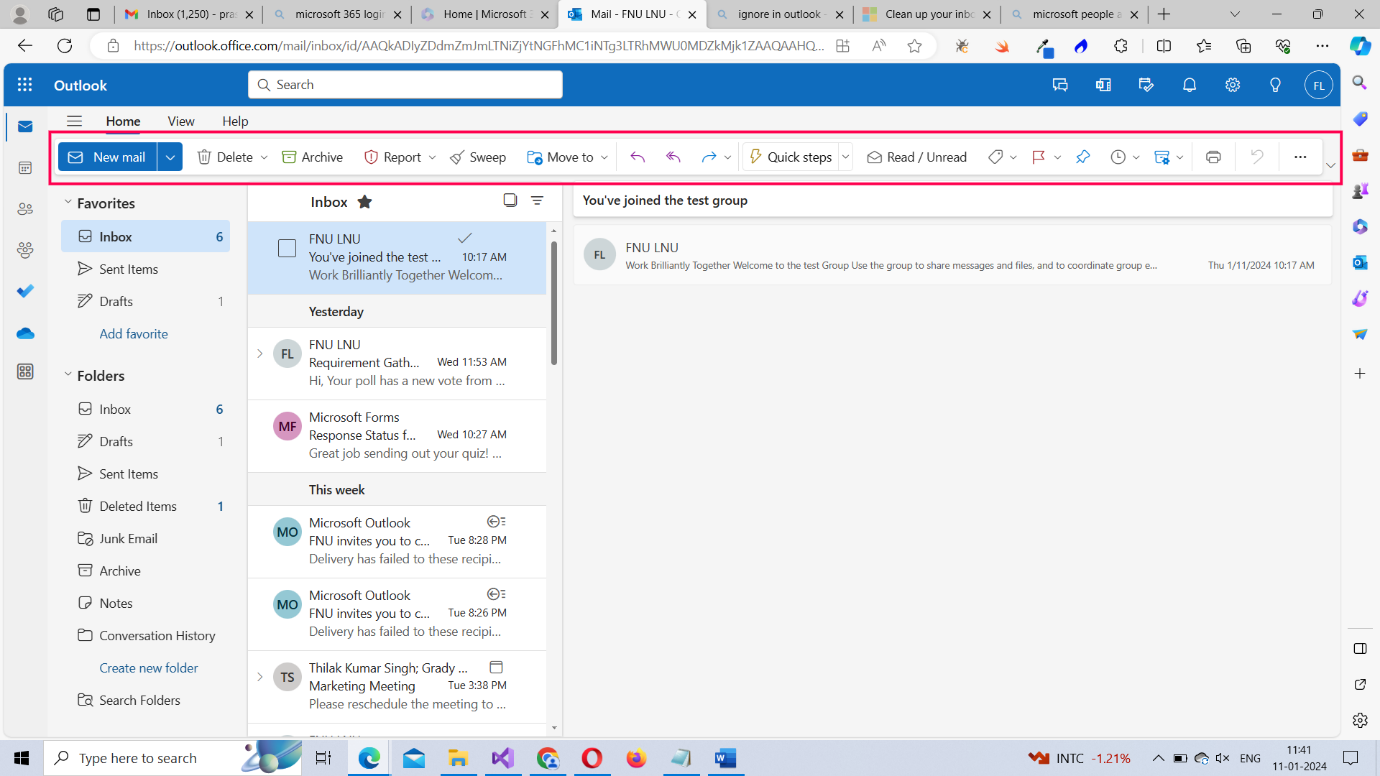 Inbox (1,250) - pra
microsoft 365 login
Home | Microsoft 3
Mail - FNU LNU - O
ignore in outlook -
Clean up your inbo
microsoft people a
https://outlook.office.com/mail/inbox/id/AAQkADIyZDdmZmJmLTNiZjYtNGFhMC1iNTg3LTRhMWU0MDZkMjk1ZAAQAAHQ...
Outlook
Search
FL
Home View Help
New mail Delete Archive Report Sweep Move to Quick steps Read / Unread
Favorites
Inbox 6
Sent Items
Drafts 1
Add favorite
Folders
Inbox 6
Drafts 1
Sent Items
Deleted Items 1
Junk Email
Archive
Notes
Conversation History
Create new folder
Search Folders
Inbox
FNU LNU
You've joined the test ... 10:17 AM
Work Brilliantly Together Welcom...
Yesterday
FL
FNU LNU
Requirement Gath... Wed 11:53 AM
Hi, Your poll has a new vote from ...
MF
Microsoft Forms
Response Status f... Wed 10:27 AM
Great job sending out your quiz! ...
This week
MO
Microsoft Outlook
FNU invites you to c... Tue 8:28 PM
Delivery has failed to these recipi...
MO
Microsoft Outlook
FNU invites you to c... Tue 8:26 PM
Delivery has failed to these recipi...
TS
Thilak Kumar Singh; Grady ...
Marketing Meeting Tue 3:38 PM
Please reschedule the meeting to ...
You've joined the test group
FL
FNU LNU
Work Brilliantly Together Welcome to the test Group Use the group to share messages and files, and to coordinate group e... Thu 1/11/2024 10:17 AM
Type here to search
INTC -1.21%
ENG
11:41
11-01-2024